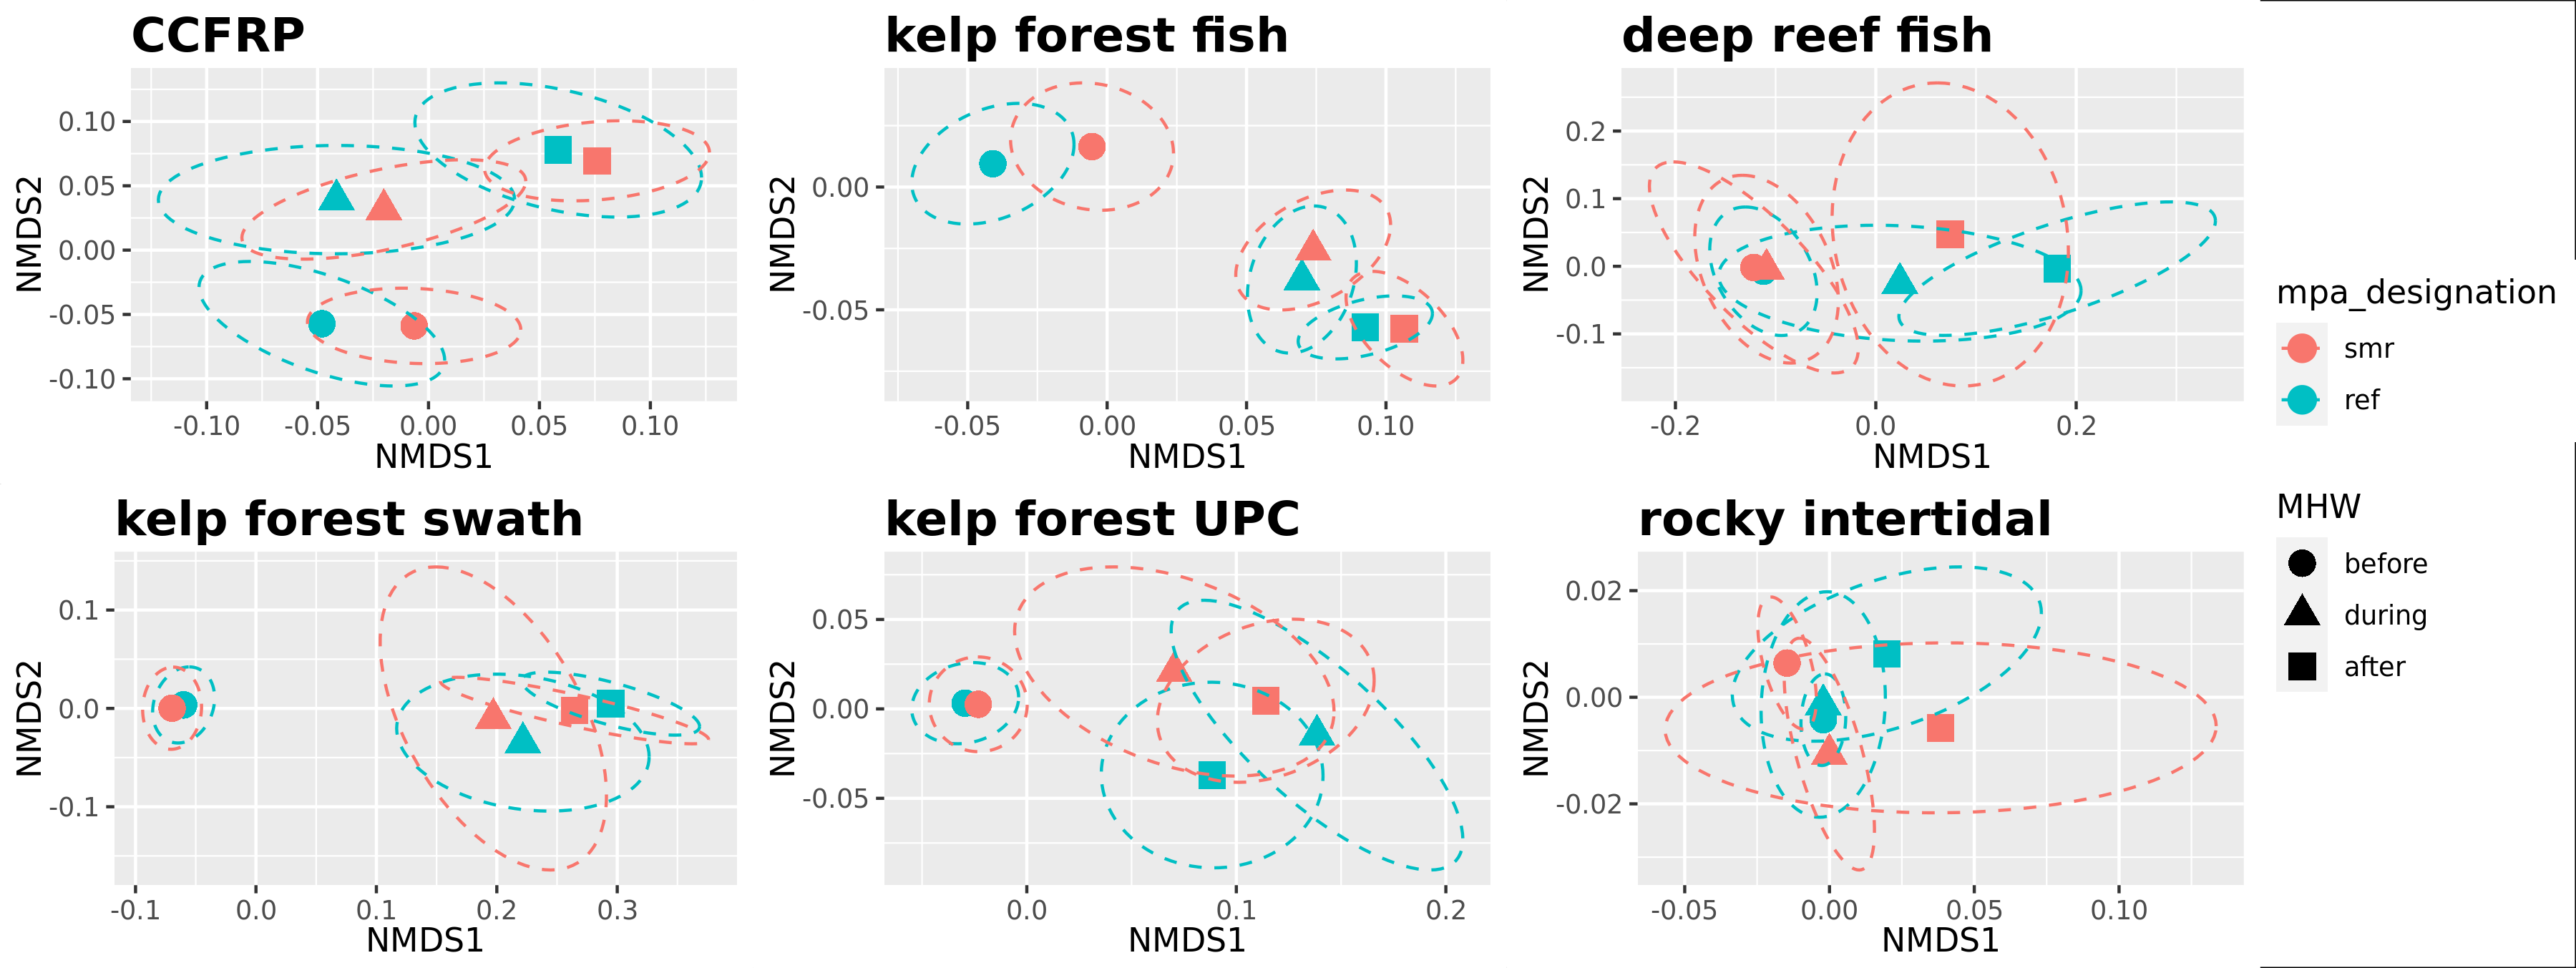 CCFRP
0.10
0.05
0.00
-0.05
-0.10
NMDS2
-0.10 -0.05 0.00 0.05 0.10
NMDS1
kelp forest fish
0.00
-0.05
NMDS2
-0.05 0.00 0.05 0.10
NMDS1
deep reef fish
0.2
0.1
0.0
-0.1
NMDS2
-0.2 0.0 0.2
NMDS1
kelp forest swath
0.1
0.0
-0.1
NMDS2
-0.1 0.0 0.1 0.2 0.3
NMDS1
kelp forest UPC
0.05
0.00
-0.05
NMDS2
0.0 0.1 0.2
NMDS1
rocky intertidal
0.02
0.00
-0.02
NMDS2
-0.05 0.00 0.05 0.10
NMDS1
mpa_designation
smr
ref
MHW
before
during
after